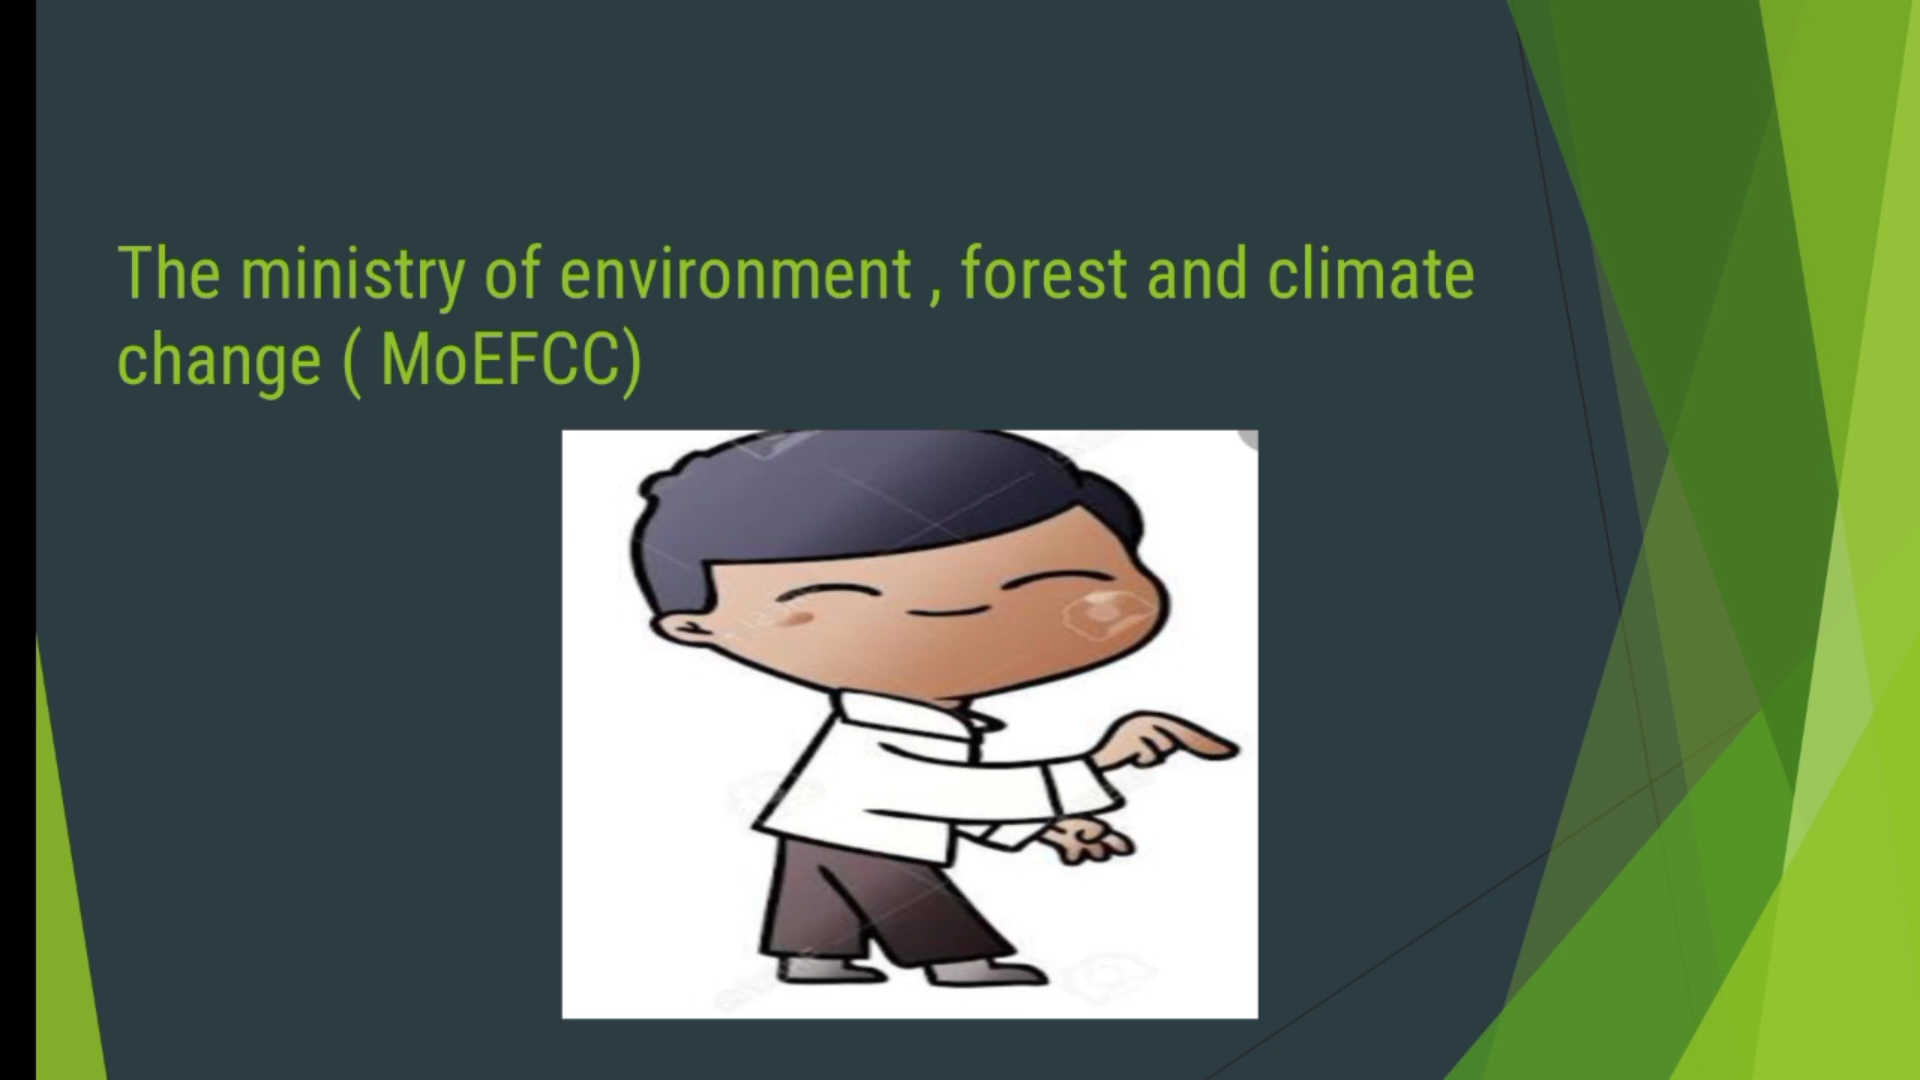 The ministry of environment , forest and climate
change ( MoEFCC)